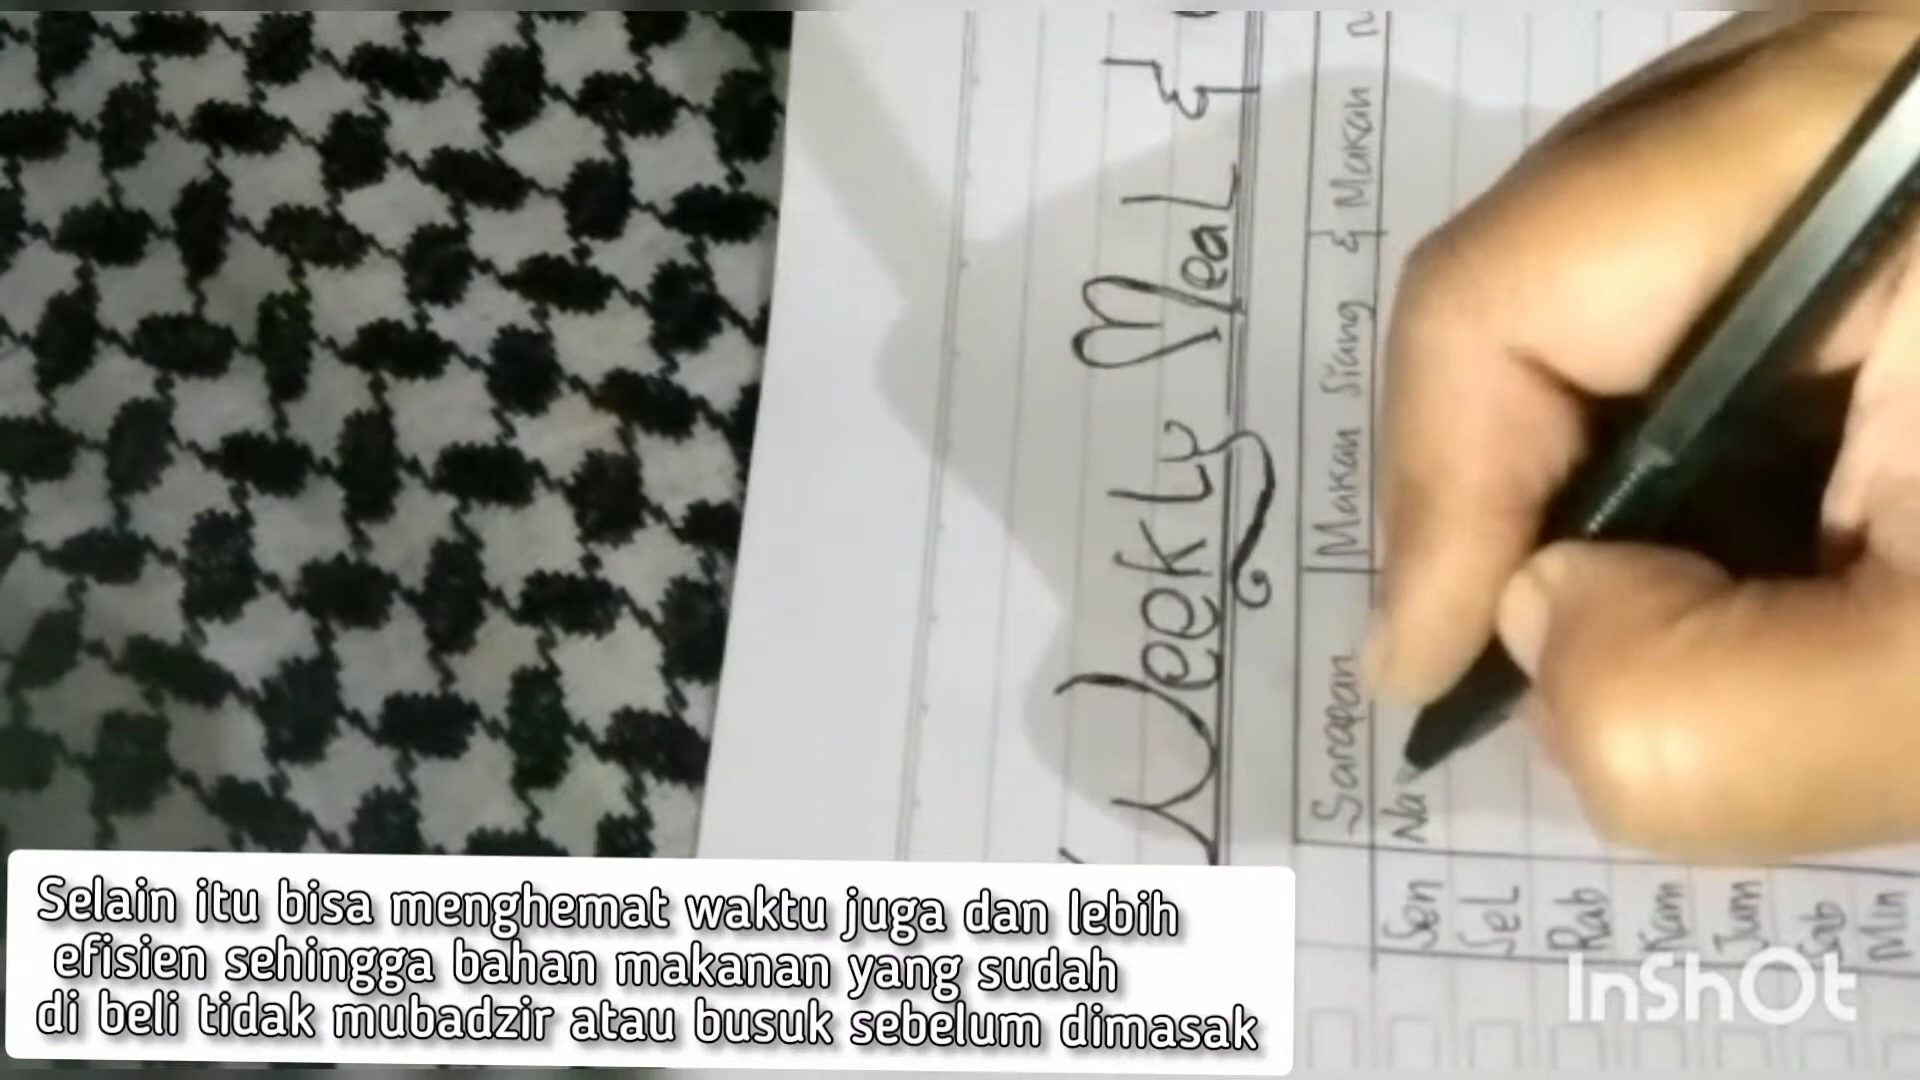 Weekly Meal &
Sarapan
Makan Siang & Makan
Na
Sen
Sel
Rab
Kam
Jum
Sab
Min
Selain itu bisa menghemat waktu juga dan lebih
efisien sehingga bahan makanan yang sudah
di beli tidak mubadzir atau busuk sebelum dimasak
InShOt